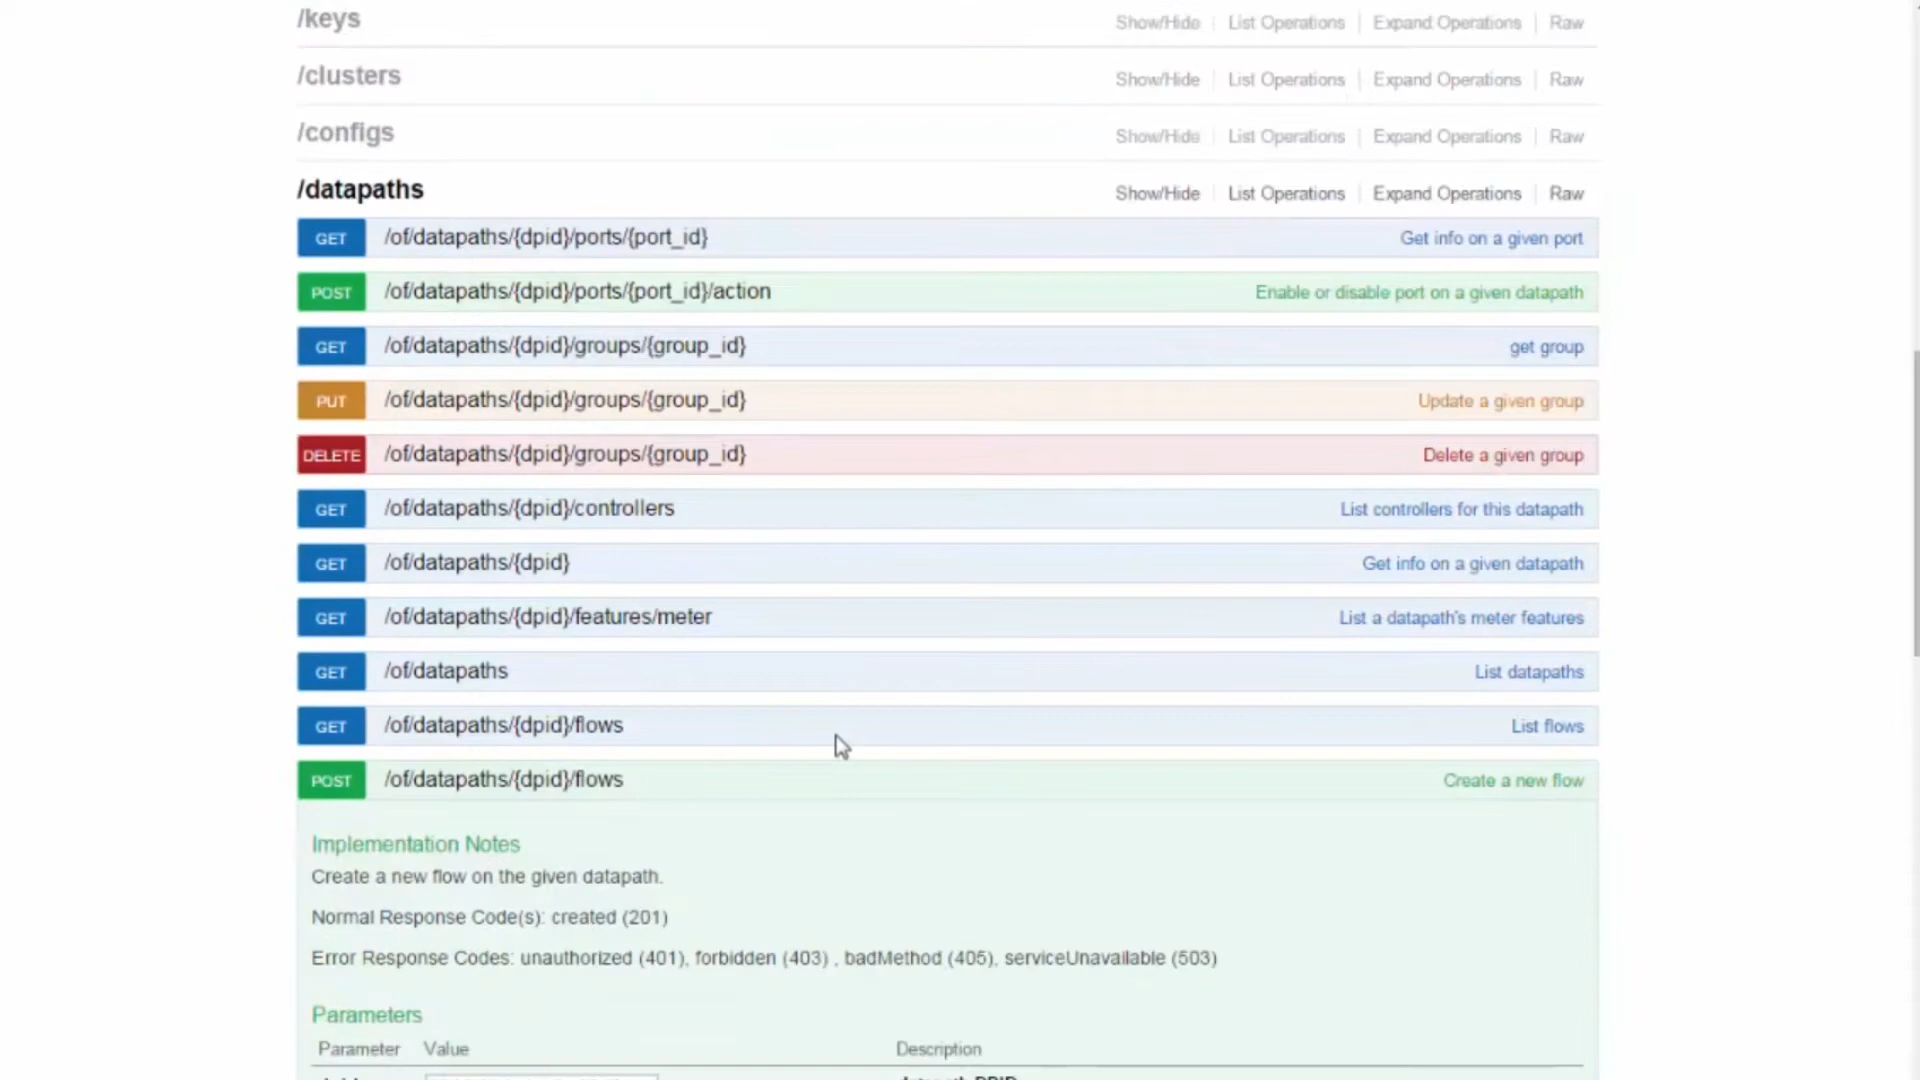 /keys Show/Hide List Operations Expand Operations Raw
/clusters Show/Hide List Operations Expand Operations Raw
/configs Show/Hide List Operations Expand Operations Raw
/datapaths Show/Hide List Operations Expand Operations Raw
GET /of/datapaths/{dpid}/ports/{port_id} Get info on a given port
POST /of/datapaths/{dpid}/ports/{port_id}/action Enable or disable port on a given datapath
GET /of/datapaths/{dpid}/groups/{group_id} get group
PUT /of/datapaths/{dpid}/groups/{group_id} Update a given group
DELETE /of/datapaths/{dpid}/groups/{group_id} Delete a given group
GET /of/datapaths/{dpid}/controllers List controllers for this datapath
GET /of/datapaths/{dpid} Get info on a given datapath
GET /of/datapaths/{dpid}/features/meter List a datapath's meter features
GET /of/datapaths List datapaths
GET /of/datapaths/{dpid}/flows List flows
POST /of/datapaths/{dpid}/flows Create a new flow
Implementation Notes
Create a new flow on the given datapath.
Normal Response Code(s): created (201)
Error Response Codes: unauthorized (401), forbidden (403) , badMethod (405), serviceUnavailable (503)
Parameters
Parameter Value Description